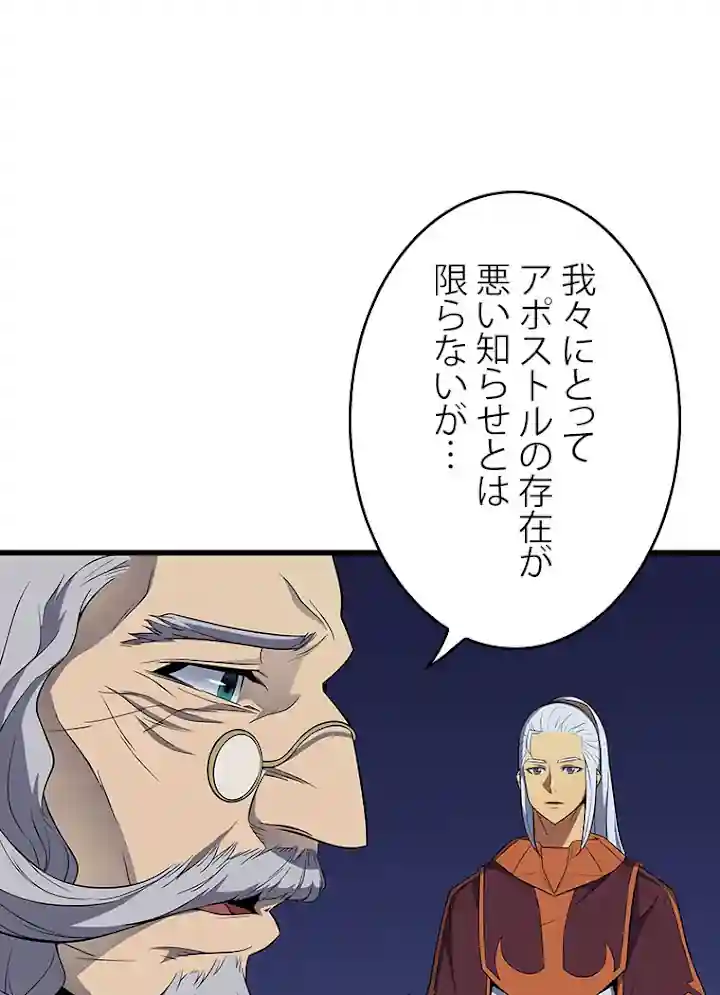 我々にとって
アポストルの存在が
悪い知らせとは
限らないが…